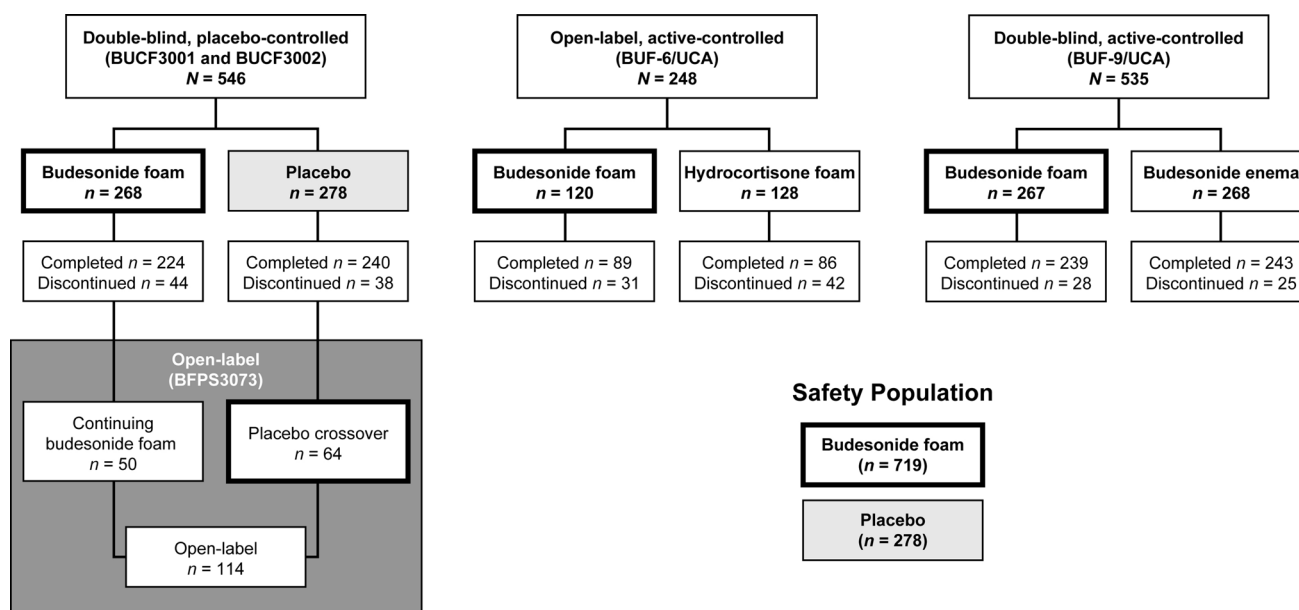 Double-blind, placebo-controlled
(BUCF3001 and BUCF3002)
N = 546
Budesonide foam
n = 268
Placebo
n = 278
Completed n = 224
Discontinued n = 44
Completed n = 240
Discontinued n = 38
Open-label
(BFPS3073)
Continuing
budesonide foam
n = 50
Placebo crossover
n = 64
Open-label
n = 114
Open-label, active-controlled
(BUF-6/UCA)
N = 248
Budesonide foam
n = 120
Hydrocortisone foam
n = 128
Completed n = 89
Discontinued n = 31
Completed n = 86
Discontinued n = 42
Double-blind, active-controlled
(BUF-9/UCA)
N = 535
Budesonide foam
n = 267
Budesonide enema
n = 268
Completed n = 239
Discontinued n = 28
Completed n = 243
Discontinued n = 25
Safety Population
Budesonide foam
(n = 719)
Placebo
(n = 278)